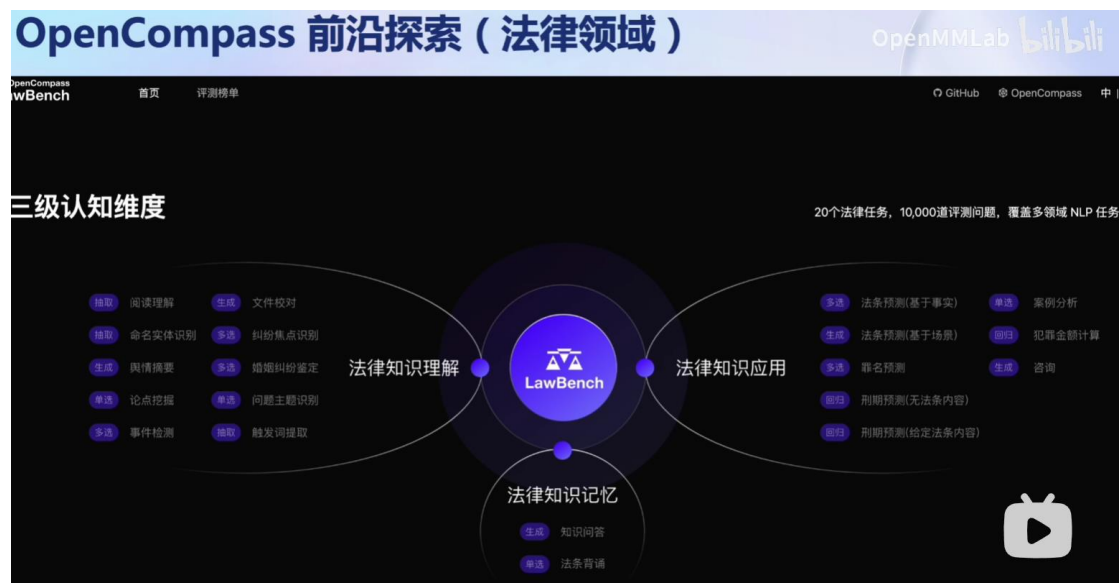 OpenCompass 前沿探索（法律领域）
OpenMMLab bilibili
OpenCompass
wBench
首页
评测榜单
GitHub
OpenCompass
中
三级认知维度
20个法律任务，10,000道评测问题，覆盖多领域 NLP 任务
抽取 阅读理解
生成 文件校对
抽取 命名实体识别
多选 纠纷焦点识别
生成 舆情摘要
多选 婚姻纠纷鉴定
单选 论点挖掘
单选 问题主题识别
多选 事件检测
抽取 触发词提取
法律知识理解
LawBench
法律知识应用
多选 法条预测(基于事实)
单选 案例分析
生成 法条预测(基于场景)
回归 犯罪金额计算
多选 罪名预测
生成 咨询
回归 刑期预测(无法条内容)
回归 刑期预测(给定法条内容)
法律知识记忆
生成 知识问答
单选 法条背诵